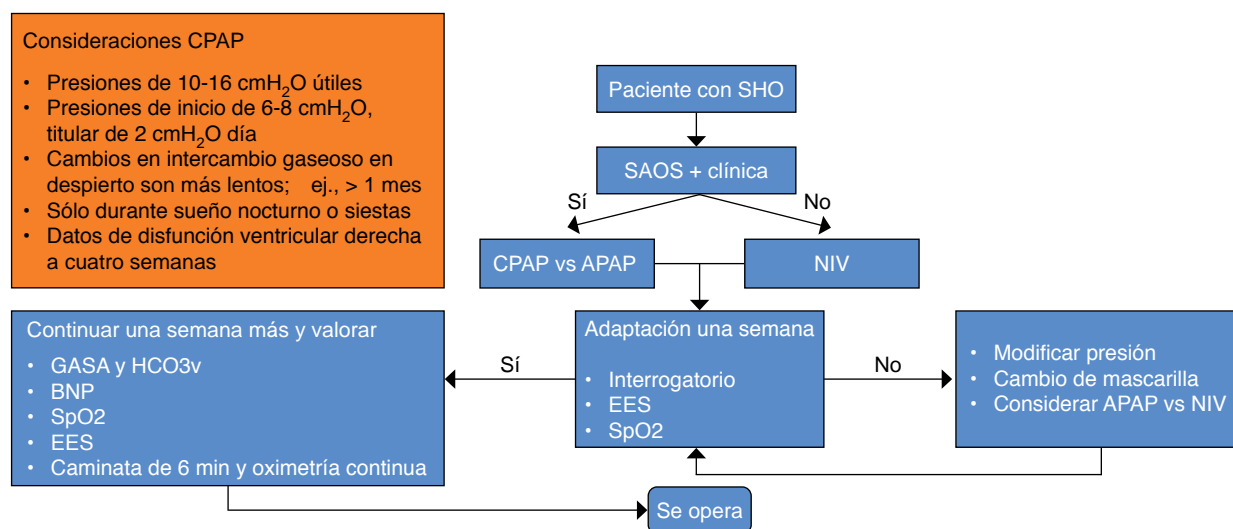 Consideraciones CPAP
• Presiones de 10-16 cmH₂O útiles
• Presiones de inicio de 6-8 cmH₂O,
titular de 2 cmH₂O día
• Cambios en intercambio gaseoso en
despierto son más lentos; ej., > 1 mes
• Sólo durante sueño nocturno o siestas
• Datos de disfunción ventricular derecha
a cuatro semanas
Paciente con SHO
SAOS + clínica
Sí
No
CPAP vs APAP
NIV
Adaptación una semana
• Interrogatorio
• EES
• SpO2
Sí
No
Continuar una semana más y valorar
• GASA y HCO3v
• BNP
• SpO2
• EES
• Caminata de 6 min y oximetría continua
• Modificar presión
• Cambio de mascarilla
• Considerar APAP vs NIV
Se opera